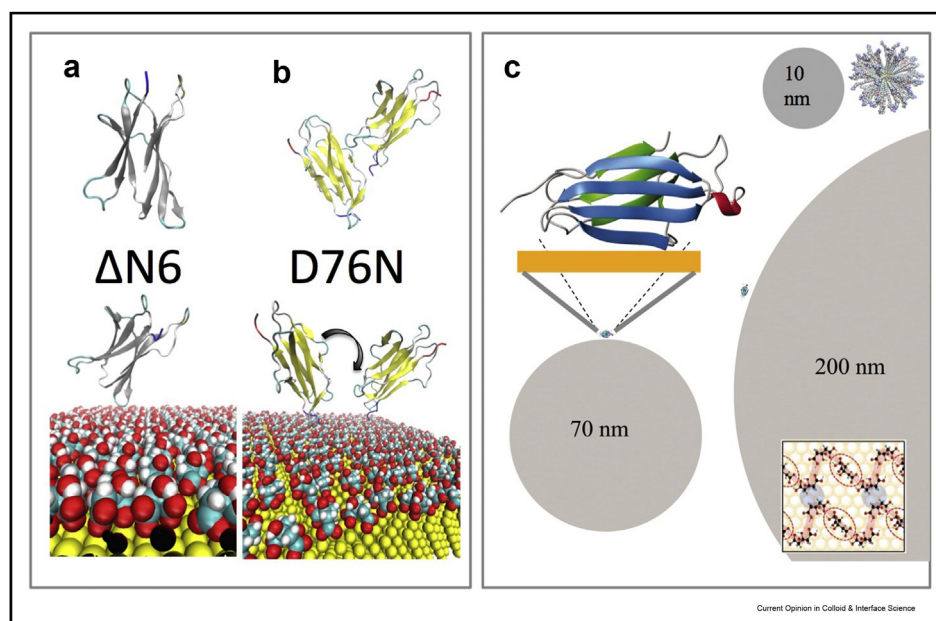 a
b
ΔN6
D76N
c
10
nm
70 nm
200 nm
Current Opinion in Colloid & Interface Science